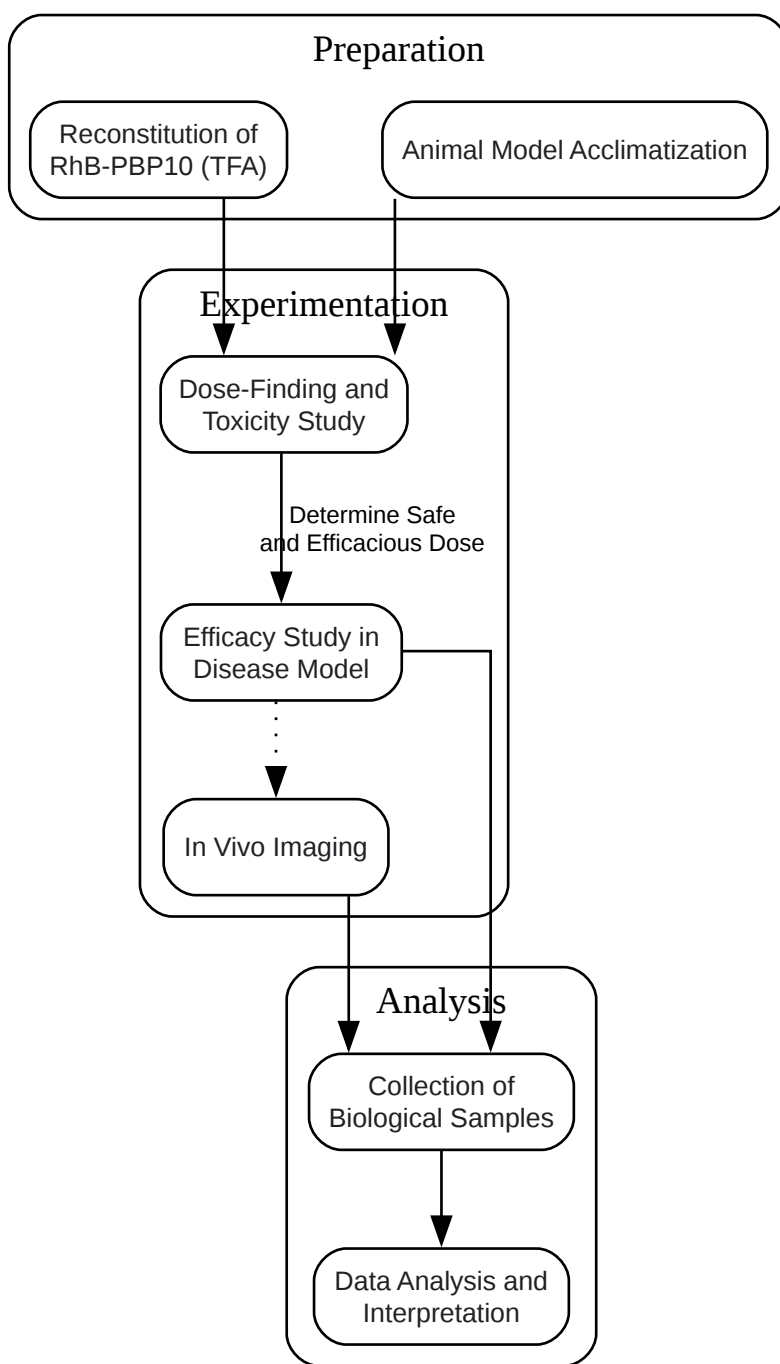 Preparation
Reconstitution of
RhB-PBP10 (TFA)
Animal Model Acclimatization
Experimentation
Dose-Finding and
Toxicity Study
Determine Safe
and Efficacious Dose
Efficacy Study in
Disease Model
In Vivo Imaging
Analysis
Collection of
Biological Samples
Data Analysis and
Interpretation